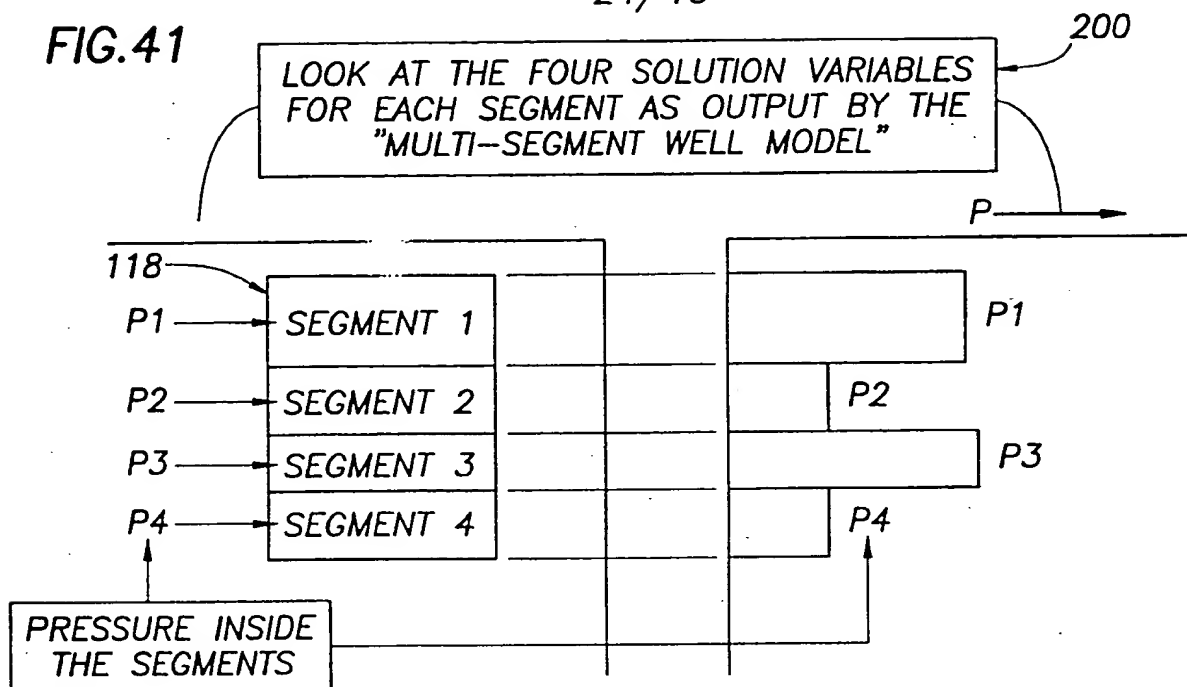 FIG.41
200
LOOK AT THE FOUR SOLUTION VARIABLES
FOR EACH SEGMENT AS OUTPUT BY THE
"MULTI-SEGMENT WELL MODEL"
P
118
P1
SEGMENT 1
P1
P2
SEGMENT 2
P2
P3
SEGMENT 3
P3
P4
SEGMENT 4
P4
PRESSURE INSIDE
THE SEGMENTS